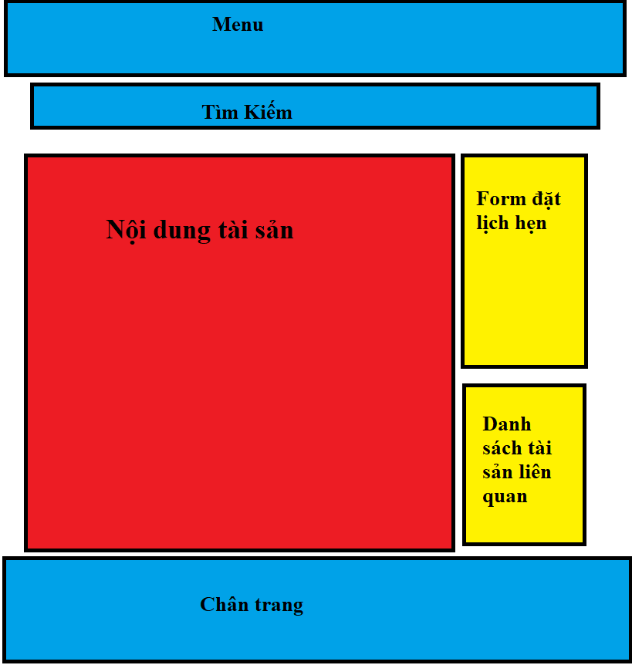 Menu
Tìm Kiếm
Nội dung tài sản
Form đặt
lịch hẹn
Danh
sách tài
sản liên
quan
Chân trang